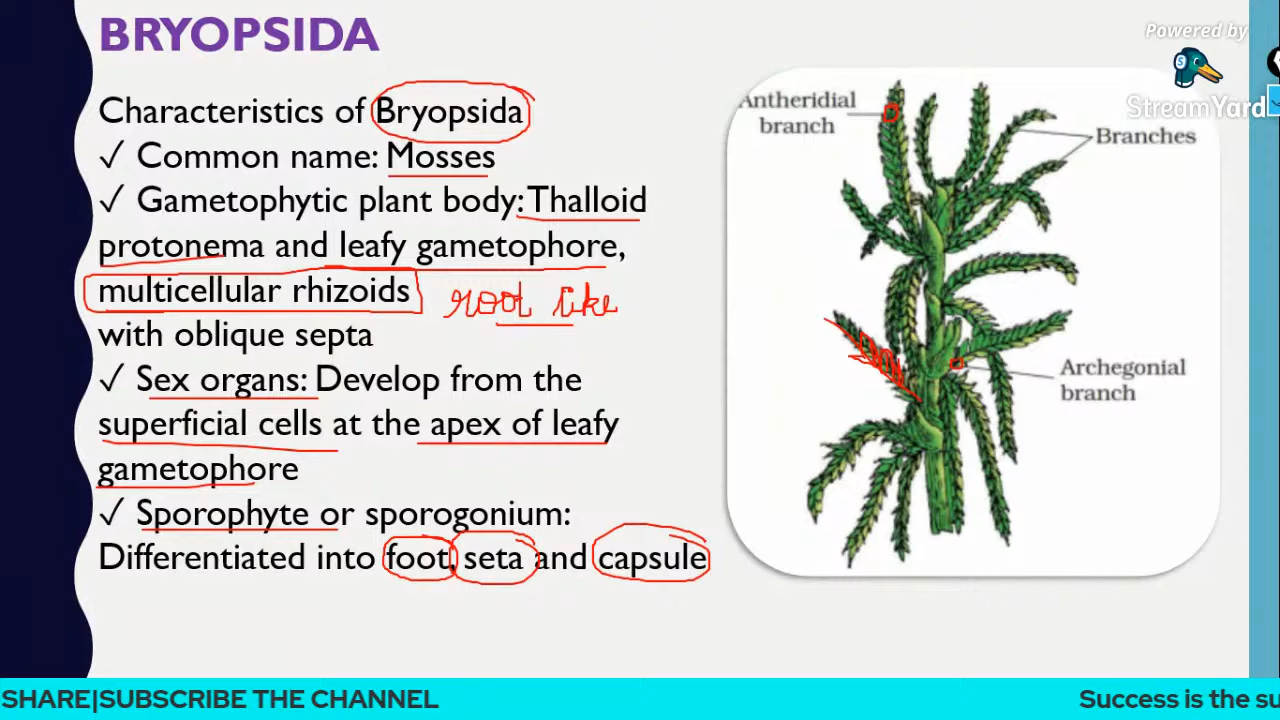 BRYOPSIDA
Characteristics of Bryopsida
✓ Common name: Mosses
✓ Gametophytic plant body: Thalloid
protonema and leafy gametophore,
multicellular rhizoids root like
with oblique septa
✓ Sex organs: Develop from the
superficial cells at the apex of leafy
gametophore
✓ Sporophyte or sporogonium:
Differentiated into foot, seta and capsule
Powered by
StreamYard
Antheridial
branch
Branches
Archegonial
branch
SHARE|SUBSCRIBE THE CHANNEL
Success is the su